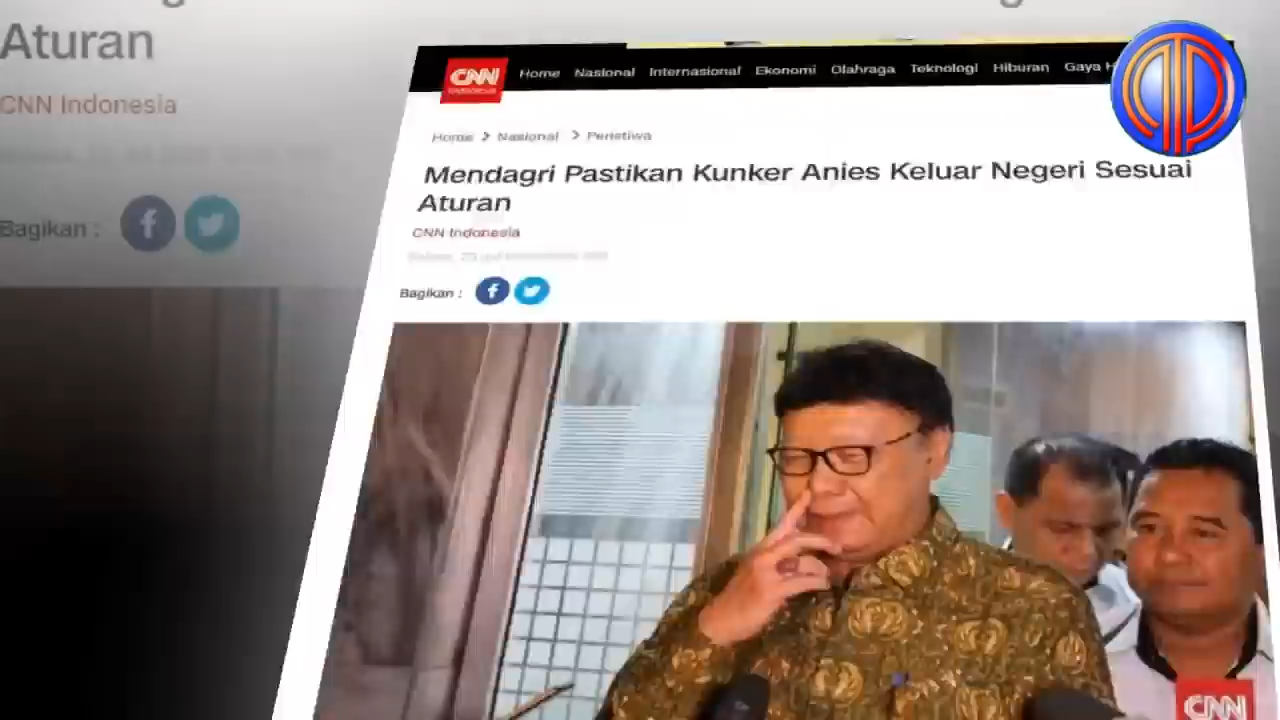 Aturan
CNN Indonesia
Bagikan :
CNN
Home Nasional Internasional Ekonomi Olahraga Teknologi Hiburan Gaya
Home > Nasional > Peristiwa
Mendagri Pastikan Kunker Anies Keluar Negeri Sesuai
Aturan
CNN Indonesia
Bagikan :
CNN